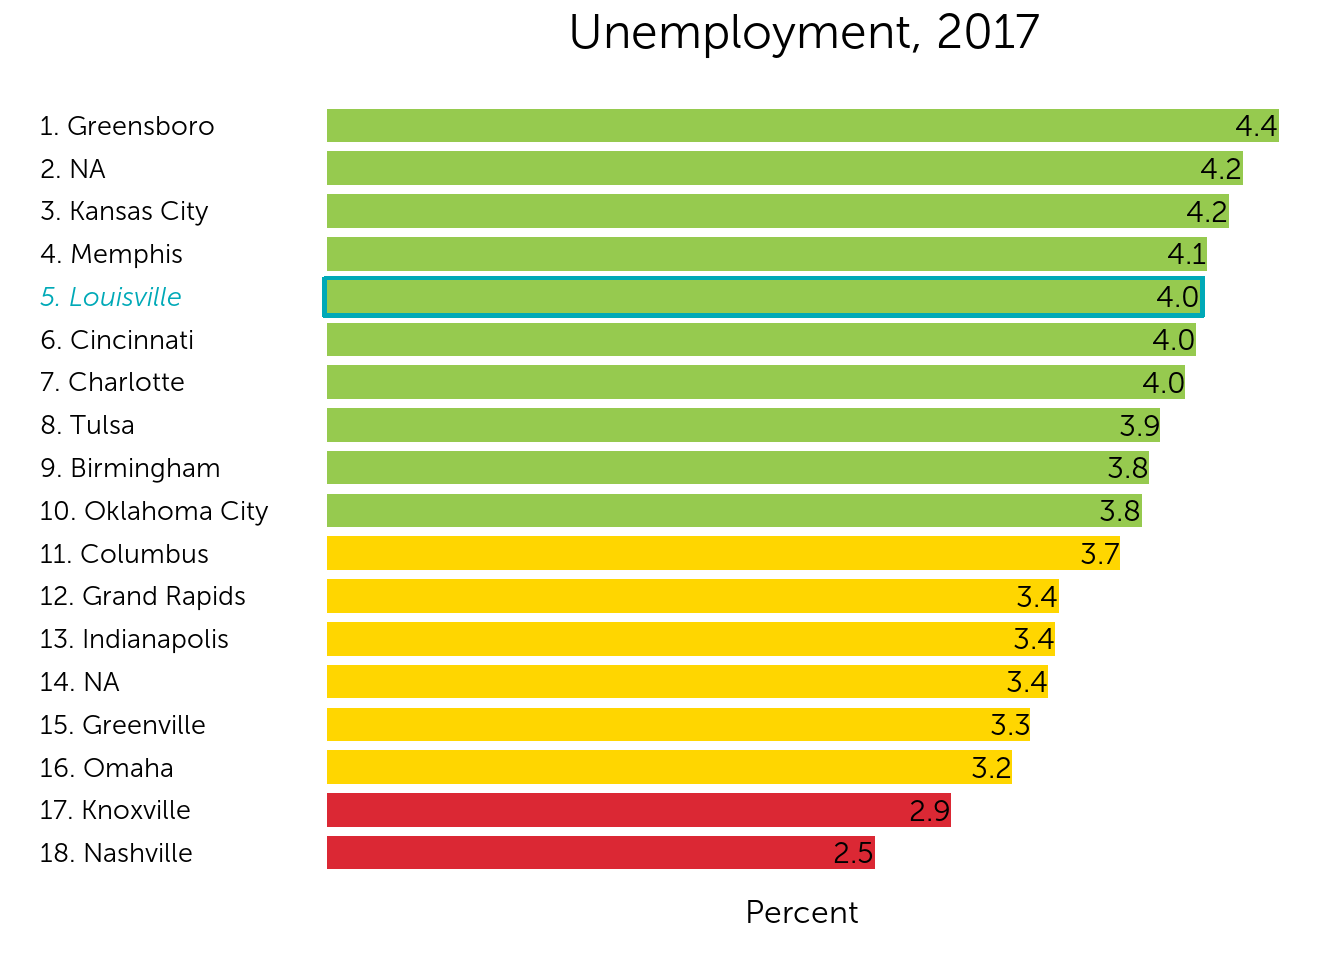 Unemployment, 2017
1. Greensboro 4.4
2. NA 4.2
3. Kansas City 4.2
4. Memphis 4.1
5. Louisville 4.0
6. Cincinnati 4.0
7. Charlotte 4.0
8. Tulsa 3.9
9. Birmingham 3.8
10. Oklahoma City 3.8
11. Columbus 3.7
12. Grand Rapids 3.4
13. Indianapolis 3.4
14. NA 3.4
15. Greenville 3.3
16. Omaha 3.2
17. Knoxville 2.9
18. Nashville 2.5
Percent